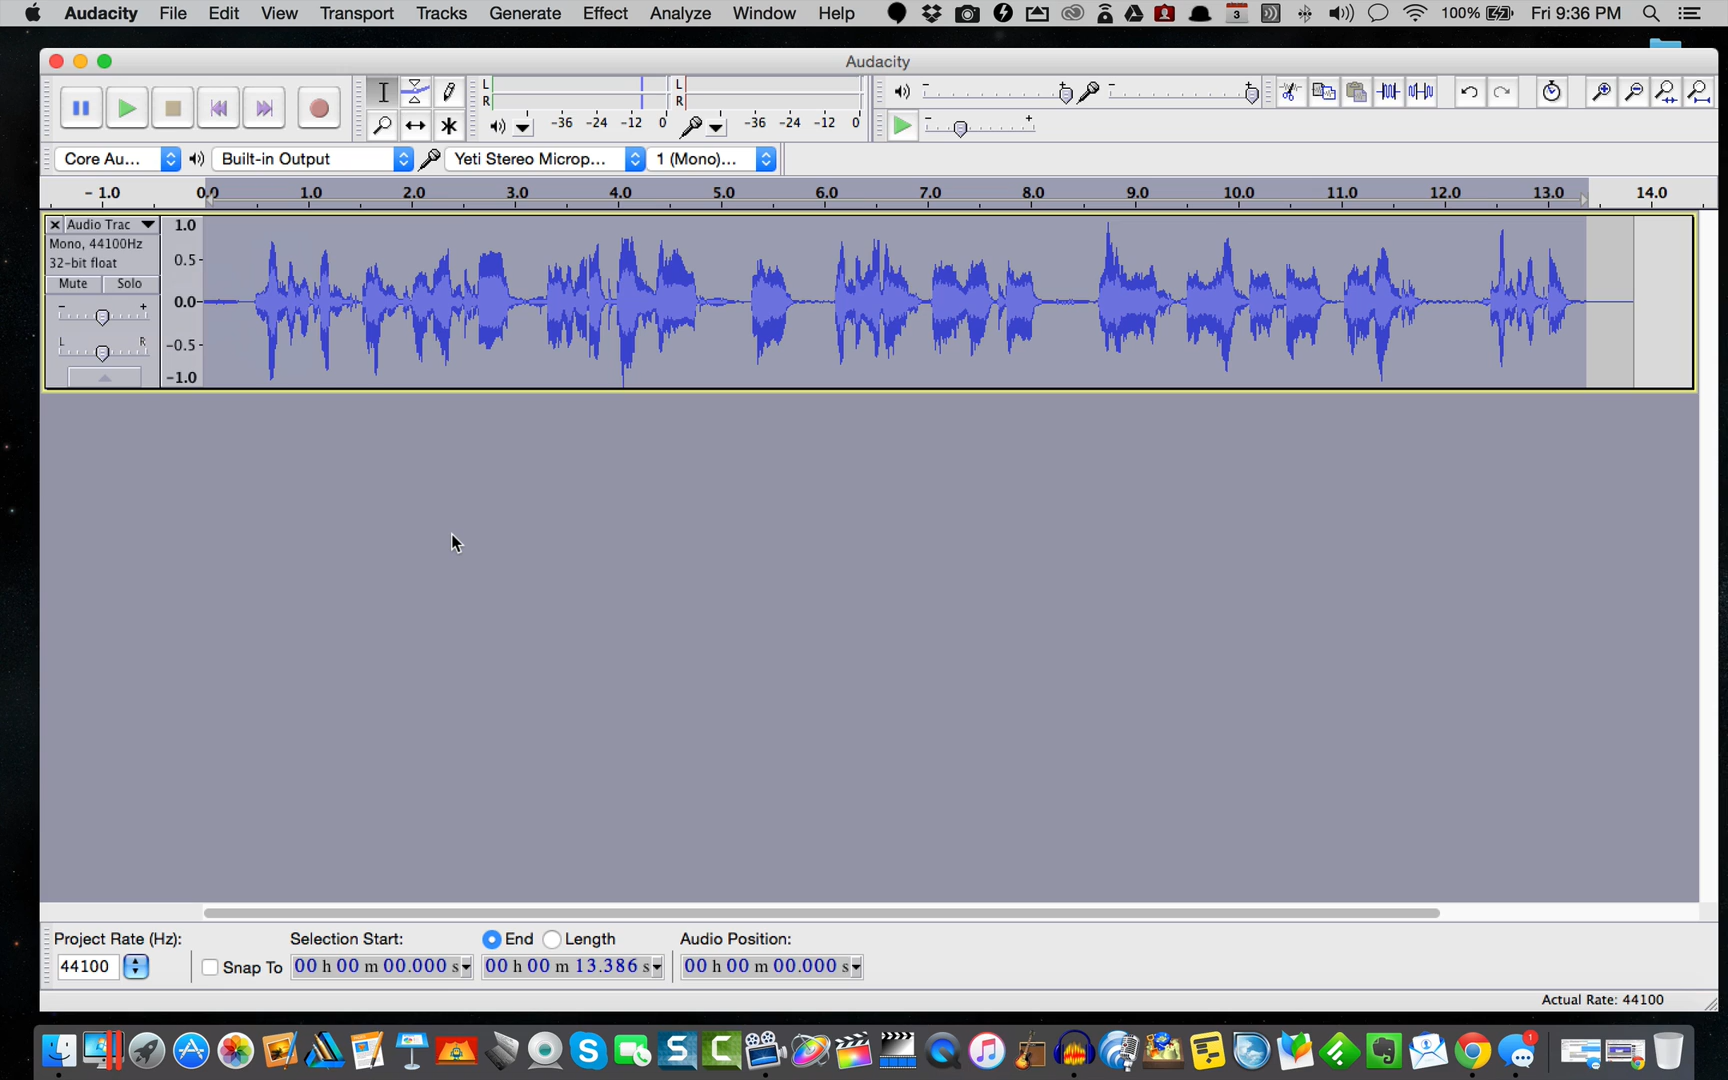 Audacity File Edit View Transport Tracks Generate Effect Analyze Window Help 3 100% Fri 9:36 PM
Audacity
L R -36 -24 -12 0 L R -36 -24 -12 0
Core Au... Built-in Output Yeti Stereo Microp... 1 (Mono)...
- 1.0 0.0 1.0 2.0 3.0 4.0 5.0 6.0 7.0 8.0 9.0 10.0 11.0 12.0 13.0 14.0
Audio Trac 1.0
Mono, 44100Hz
32-bit float 0.5
Mute Solo
- + 0.0
L R -0.5
-1.0
Project Rate (Hz): Selection Start: End Length Audio Position:
44100 Snap To 00 h 00 m 00.000 s 00 h 00 m 13.386 s 00 h 00 m 00.000 s
Actual Rate: 44100
S S C 1